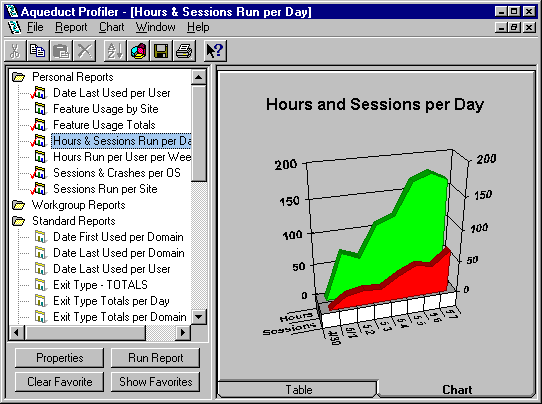 Aqueduct Profiler - [Hours & Sessions Run per Day]
File Report Chart Window Help
Personal Reports
Date Last Used per User
Feature Usage by Site
Feature Usage Totals
Hours & Sessions Run per Da
Hours Run per User per Wee
Sessions & Crashes per OS
Sessions Run per Site
Workgroup Reports
Standard Reports
Date First Used per Domain
Date Last Used per Domain
Date Last Used per User
Exit Type - TOTALS
Exit Type Totals per Day
Exit Type Totals per Domain
Properties
Run Report
Clear Favorite
Show Favorites
Hours and Sessions per Day
200
150
100
50
0
200
150
100
50
0
Hours
Sessions
4/30
5/1
5/2
5/3
5/4
5/5
5/6
5/7
Table
Chart